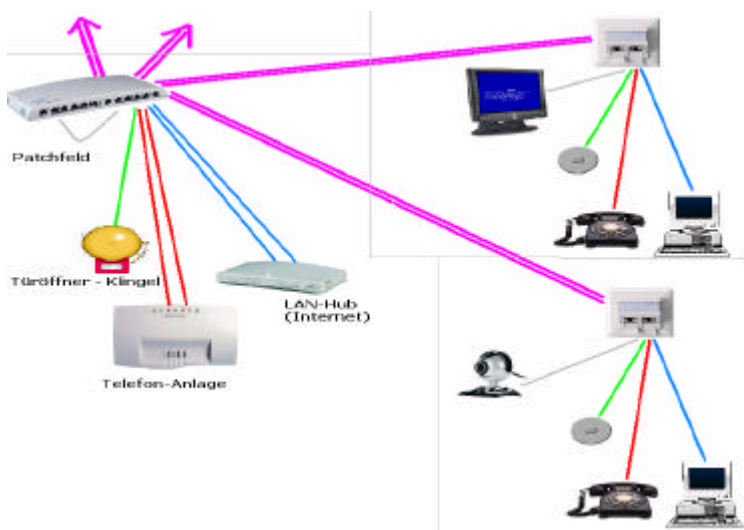 Patchfeld
Türöffner - Klingel
LAN-Hub
(Internet)
Telefon-Anlage